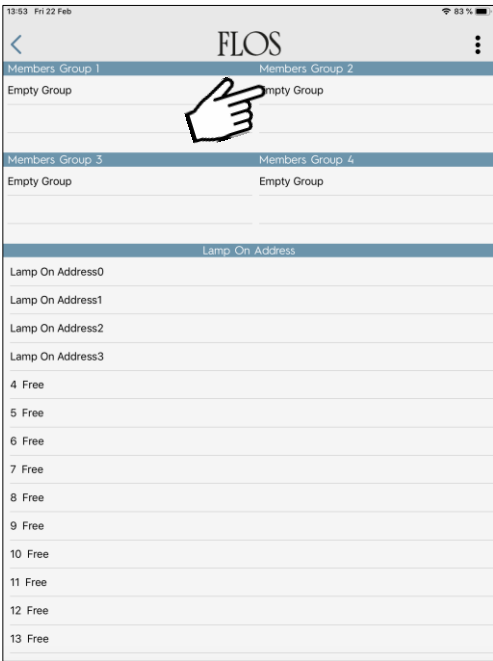 13:53 Fri 22 Feb 83 %
FLOS
Members Group 1 Members Group 2
Empty Group mpty Group
Members Group 3 Members Group 4
Empty Group Empty Group
Lamp On Address
Lamp On Address0
Lamp On Address1
Lamp On Address2
Lamp On Address3
4 Free
5 Free
6 Free
7 Free
8 Free
9 Free
10 Free
11 Free
12 Free
13 Free